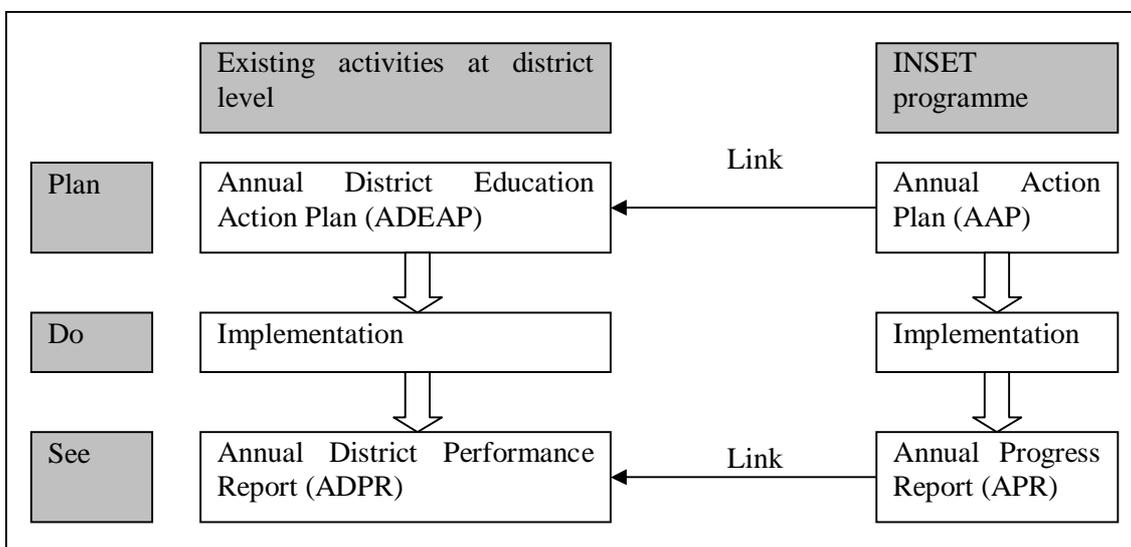 Existing activities at district
level
INSET
programme
Plan
Annual District Education
Action Plan (ADEAP)
Link
Annual Action
Plan (AAP)
Do
Implementation
Implementation
See
Annual District Performance
Report (ADPR)
Link
Annual Progress
Report (APR)